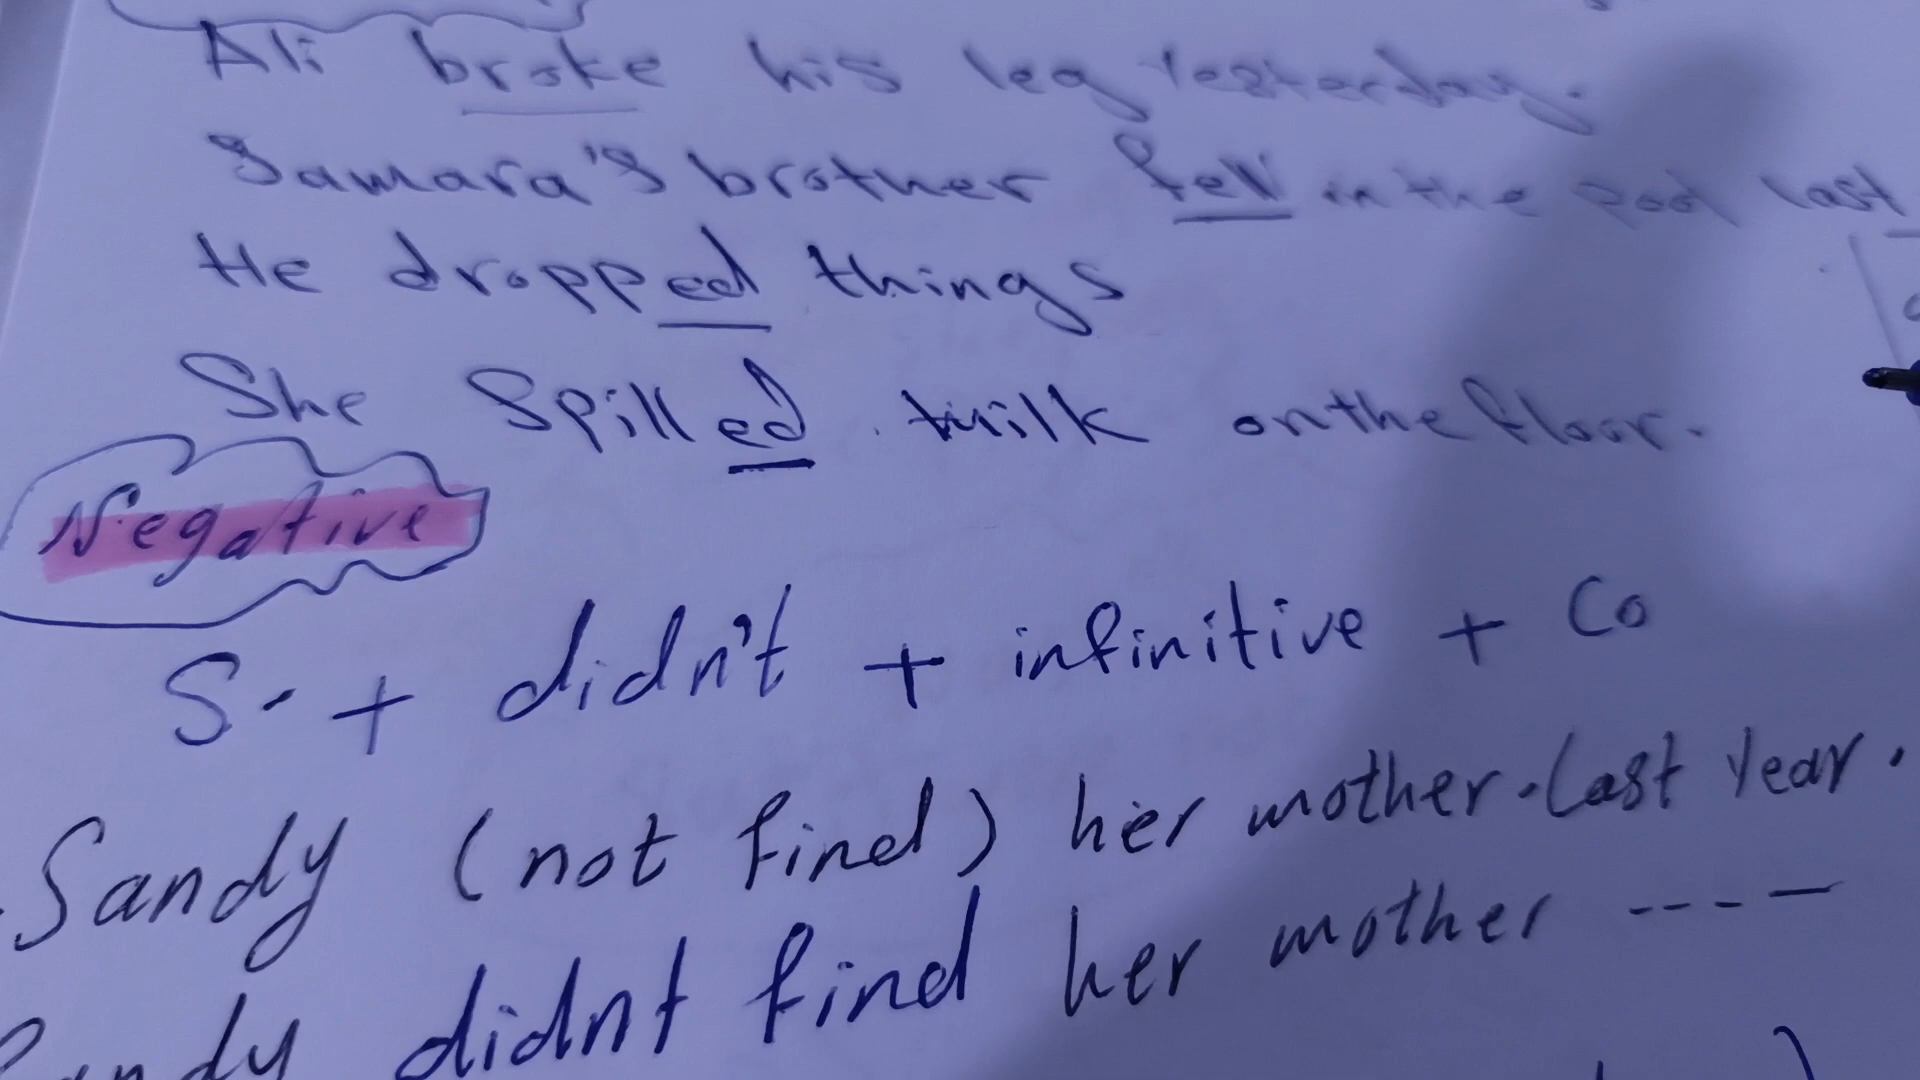 Ali broke his leg yesterday.
Samara's brother fell in the pool last
He dropped things
She Spilled milk on the floor.
Negative
S. + didn't + infinitive + Co
Sandy (not find) her mother. last year.
Sandy didnt find her mother ----